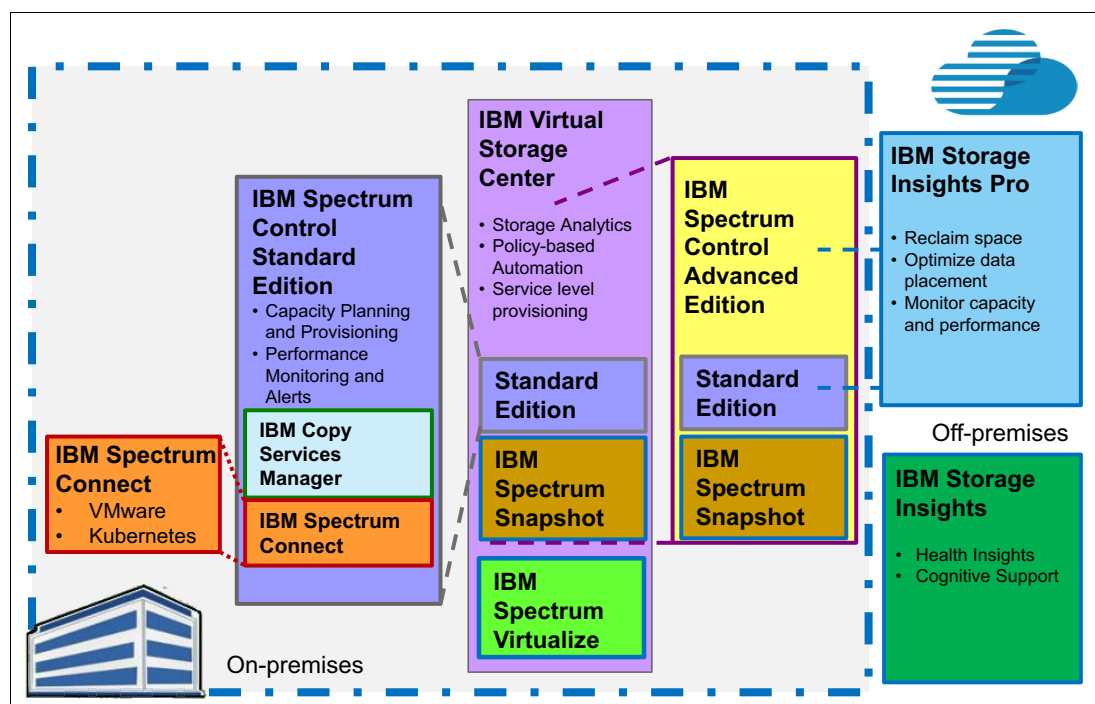 IBM Spectrum
Connect
• VMware
• Kubernetes
IBM Spectrum
Control
Standard
Edition
• Capacity Planning
and Provisioning
• Performance
Monitoring and
Alerts
IBM Copy
Services
Manager
IBM Spectrum
Connect
IBM Virtual
Storage
Center
• Storage Analytics
• Policy-based
Automation
• Service level
provisioning
Standard
Edition
IBM
Spectrum
Snapshot
IBM
Spectrum
Virtualize
IBM
Spectrum
Control
Advanced
Edition
Standard
Edition
IBM
Spectrum
Snapshot
On-premises
IBM Storage
Insights Pro
• Reclaim space
• Optimize data
placement
• Monitor capacity
and performance
Off-premises
IBM Storage
Insights
• Health Insights
• Cognitive Support